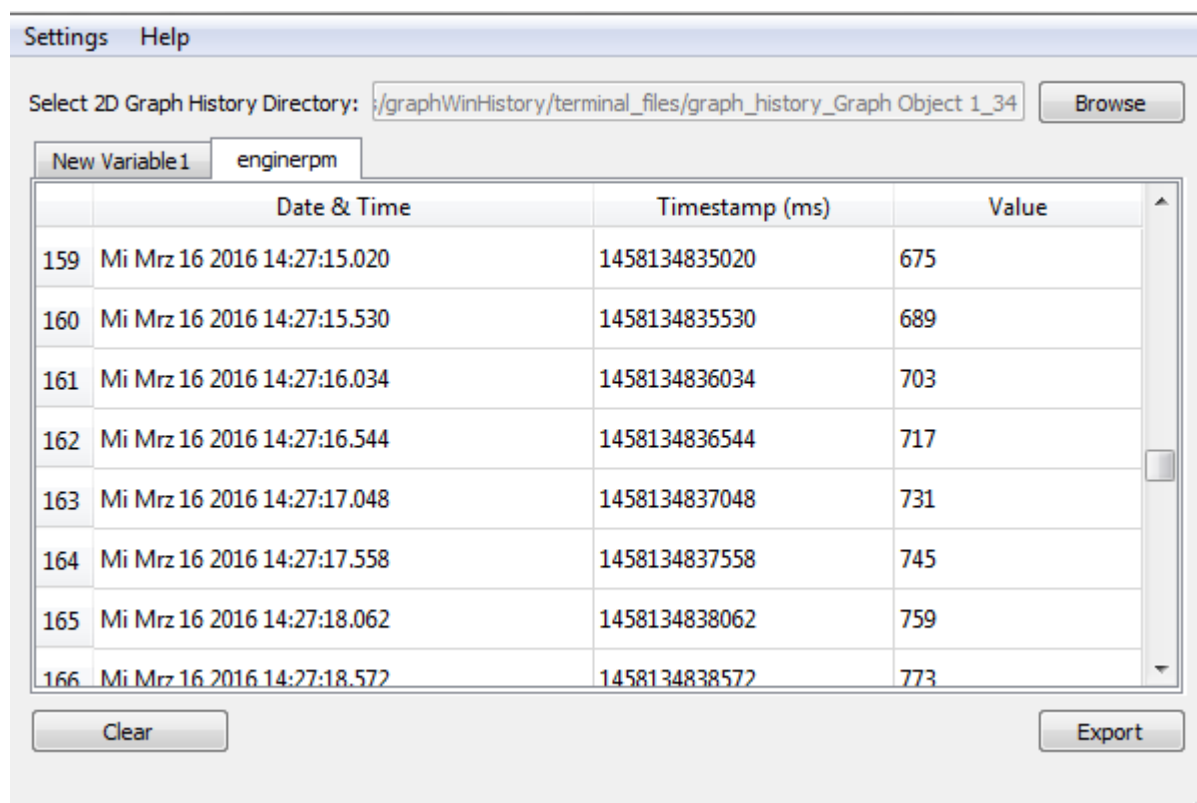 Settings Help
Select 2D Graph History Directory: s/graphWinHistory/terminal_files/graph_history_Graph Object 1_34 Browse
New Variable1 enginerpm
Date & Time Timestamp (ms) Value
159 Mi Mrz 16 2016 14:27:15.020 1458134835020 675
160 Mi Mrz 16 2016 14:27:15.530 1458134835530 689
161 Mi Mrz 16 2016 14:27:16.034 1458134836034 703
162 Mi Mrz 16 2016 14:27:16.544 1458134836544 717
163 Mi Mrz 16 2016 14:27:17.048 1458134837048 731
164 Mi Mrz 16 2016 14:27:17.558 1458134837558 745
165 Mi Mrz 16 2016 14:27:18.062 1458134838062 759
166 Mi Mrz 16 2016 14:27:18.572 1458134838572 773
Clear Export